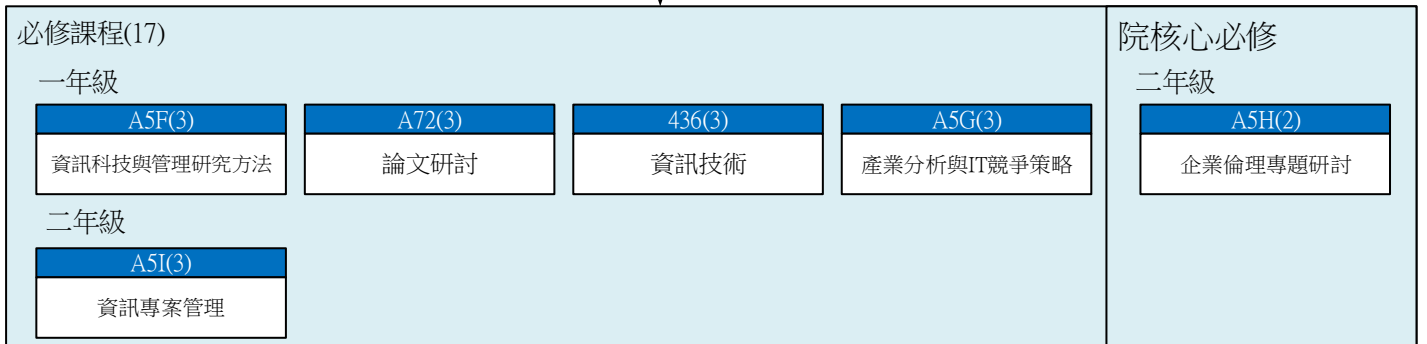 必修課程(17)
一年級
A5F(3)
資訊科技與管理研究方法
A72(3)
論文研討
436(3)
資訊技術
A5G(3)
產業分析與IT競爭策略
二年級
A5I(3)
資訊專案管理
院核心必修
二年級
A5H(2)
企業倫理專題研討